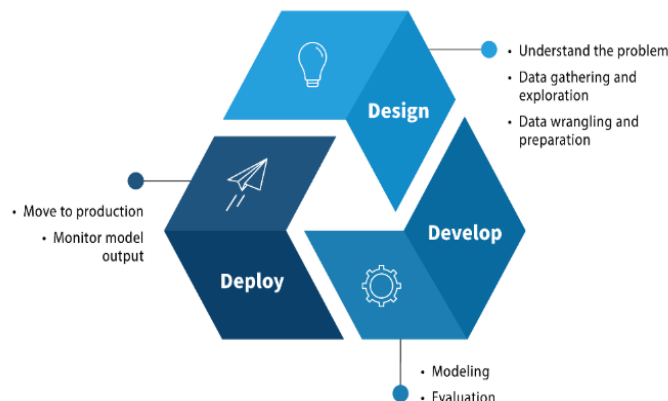 Design
• Understand the problem
• Data gathering and
exploration
• Data wrangling and
preparation
Develop
• Modeling
• Evaluation
Deploy
• Move to production
• Monitor model
output